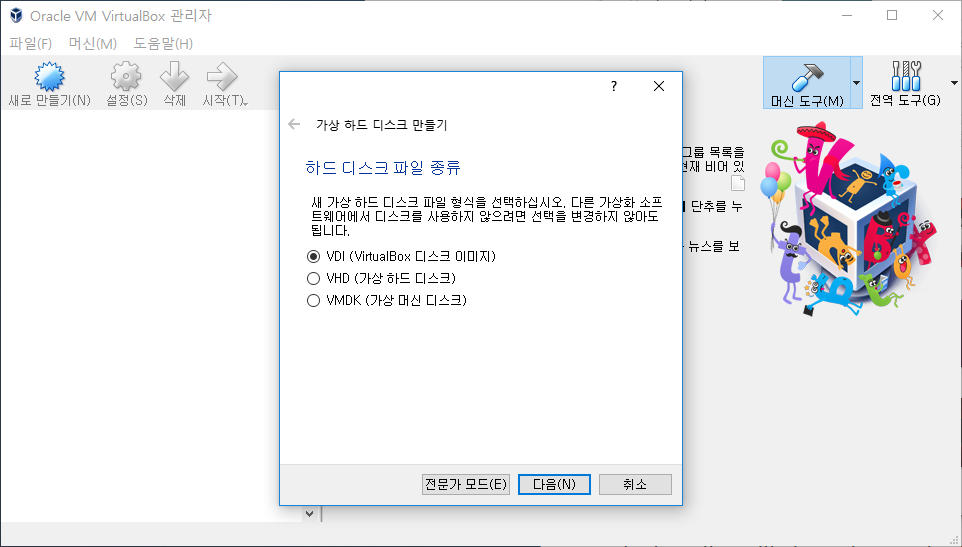 Oracle VM VirtualBox 관리자
파일(F) 머신(M) 도움말(H)
새로 만들기(N) 설정(S) 삭제 시작(T)
머신 도구(M) 전역 도구(G)
?
가상 하드 디스크 만들기
하드 디스크 파일 종류
새 가상 하드 디스크 파일 형식을 선택하십시오. 다른 가상화 소프
트웨어에서 디스크를 사용하지 않으려면 선택을 변경하지 않아도
됩니다.
VDI (VirtualBox 디스크 이미지)
VHD (가상 하드 디스크)
VMDK (가상 머신 디스크)
전문가 모드(E) 다음(N) 취소
그룹 목록을
현재 비어 있
단추를 누
뉴스를 보